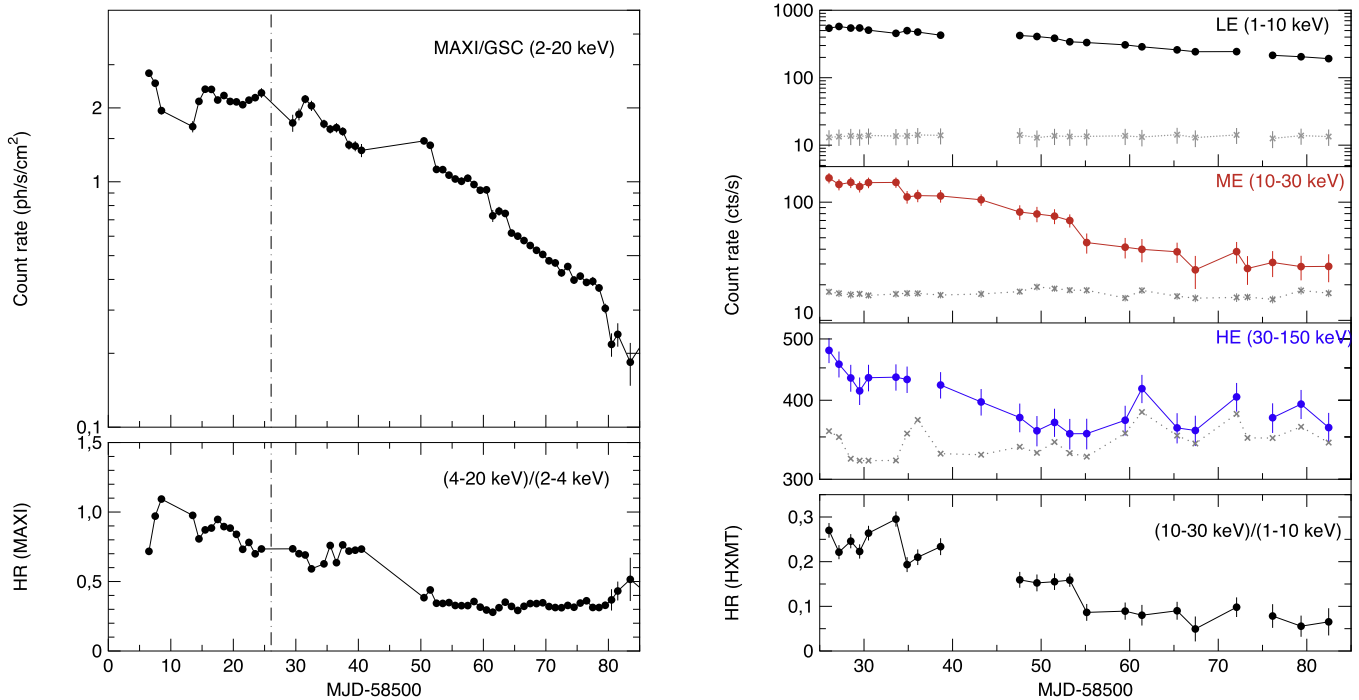 MAXI/GSC (2-20 keV)
Count rate (ph/s/cm²)
2
1
0,1
(4-20 keV)/(2-4 keV)
HR (MAXI)
1,5
1,0
0,5
0
0 10 20 30 40 50 60 70 80
MJD-58500
LE (1-10 keV)
1000
100
10
ME (10-30 keV)
Count rate (cts/s)
100
10
HE (30-150 keV)
500
400
300
(10-30 keV)/(1-10 keV)
HR (HXMT)
0,3
0,2
0,1
0
30 40 50 60 70 80
MJD-58500